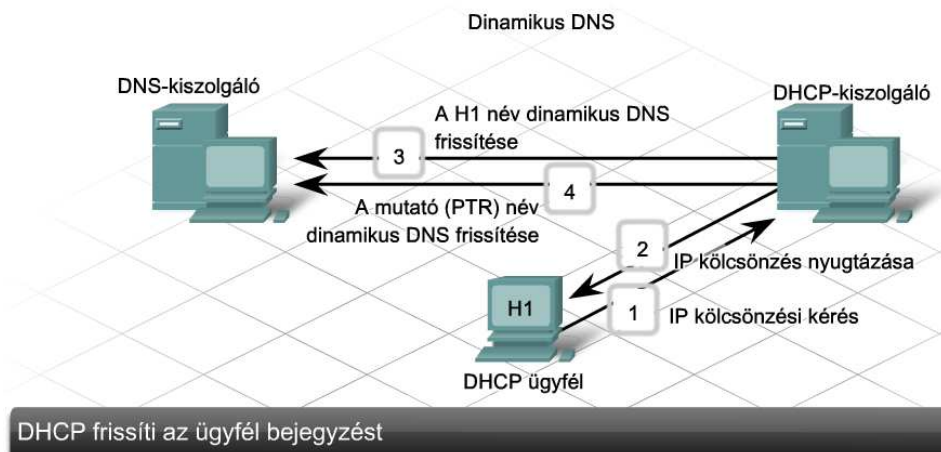 Dinamikus DNS
DNS-kiszolgáló
DHCP-kiszolgáló
A H1 név dinamikus DNS
frissítése
3
4
A mutató (PTR) név
dinamikus DNS frissítése
2
IP kölcsönzés nyugtázása
H1
1
IP kölcsönzési kérés
DHCP ügyfél
DHCP frissíti az ügyfél bejegyzést